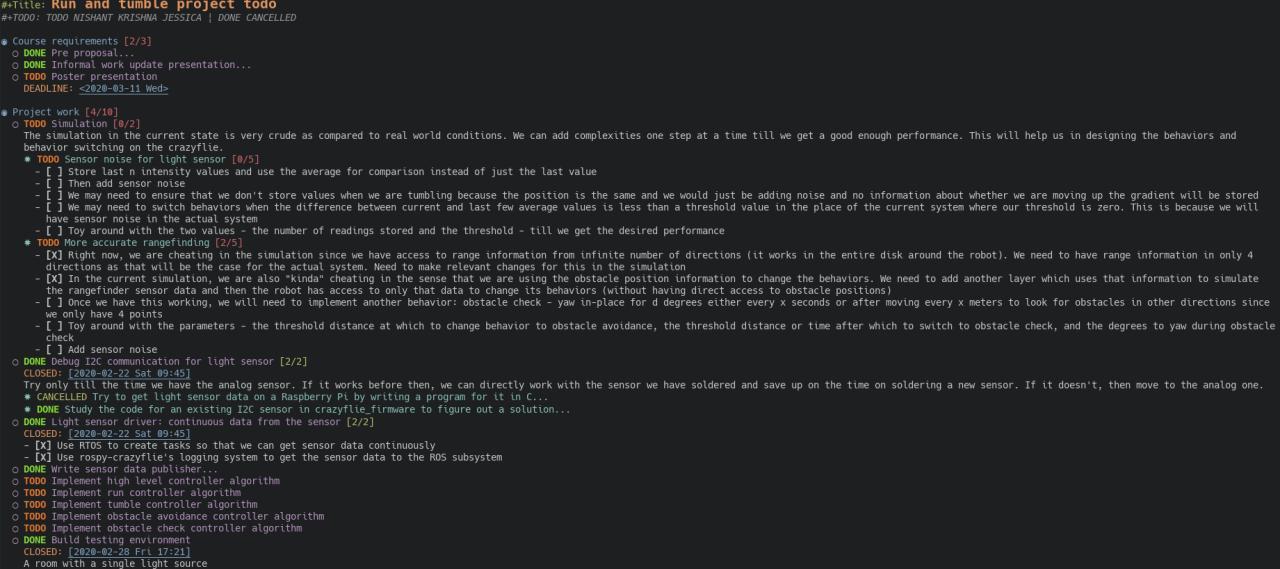 #+Title: Run and tumble project todo
#+TODO: TODO NISHANT KRISHNA JESSICA | DONE CANCELLED
◉ Course requirements [2/3]
○ DONE Pre proposal...
○ DONE Informal work update presentation...
○ TODO Poster presentation
DEADLINE: <2020-03-11 Wed>
◉ Project work [4/10]
○ TODO Simulation [0/2]
The simulation in the current state is very crude as compared to real world conditions. We can add complexities one step at a time till we get a good enough performance. This will help us in designing the behaviors and
behavior switching on the crazyflie.
✸ TODO Sensor noise for light sensor [0/5]
- [ ] Store last n intensity values and use the average for comparison instead of just the last value
- [ ] Then add sensor noise
- [ ] We may need to ensure that we don't store values when we are tumbling because the position is the same and we would just be adding noise and no information about whether we are moving up the gradient will be stored
- [ ] We may need to switch behaviors when the difference between current and last few average values is less than a threshold value in the place of the current system where our threshold is zero. This is because we will
have sensor noise in the actual system
- [ ] Toy around with the two values - the number of readings stored and the threshold - till we get the desired performance
✸ TODO More accurate rangefinding [2/5]
- [X] Right now, we are cheating in the simulation since we have access to range information from infinite number of directions (it works in the entire disk around the robot). We need to have range information in only 4
directions as that will be the case for the actual system. Need to make relevant changes for this in the simulation
- [X] In the current simulation, we are also "kinda" cheating in the sense that we are using the obstacle position information to change the behaviors. We need to add another layer which uses that information to simulate
the rangefinder sensor data and then the robot has access to only that data to change its behaviors (without having direct access to obstacle positions)
- [ ] Once we have this working, we will need to implement another behavior: obstacle check - yaw in-place for d degrees either every x seconds or after moving every x meters to look for obstacles in other directions since
we only have 4 points
- [ ] Toy around with the parameters - the threshold distance at which to change behavior to obstacle avoidance, the threshold distance or time after which to switch to obstacle check, and the degrees to yaw during obstacle
check
- [ ] Add sensor noise
○ DONE Debug I2C communication for light sensor [2/2]
CLOSED: [2020-02-22 Sat 09:45]
Try only till the time we have the analog sensor. If it works before then, we can directly work with the sensor we have soldered and save up on the time on soldering a new sensor. If it doesn't, then move to the analog one.
✸ CANCELLED Try to get light sensor data on a Raspberry Pi by writing a program for it in C...
✸ DONE Study the code for an existing I2C sensor in crazyflie_firmware to figure out a solution...
○ DONE Light sensor driver: continuous data from the sensor [2/2]
CLOSED: [2020-02-22 Sat 09:45]
- [X] Use RTOS to create tasks so that we can get sensor data continuously
- [X] Use rospy-crazyflie's logging system to get the sensor data to the ROS subsystem
○ DONE Write sensor data publisher...
○ TODO Implement high level controller algorithm
○ TODO Implement run controller algorithm
○ TODO Implement tumble controller algorithm
○ TODO Implement obstacle avoidance controller algorithm
○ TODO Implement obstacle check controller algorithm
○ DONE Build testing environment
CLOSED: [2020-02-28 Fri 17:21]
A room with a single light source